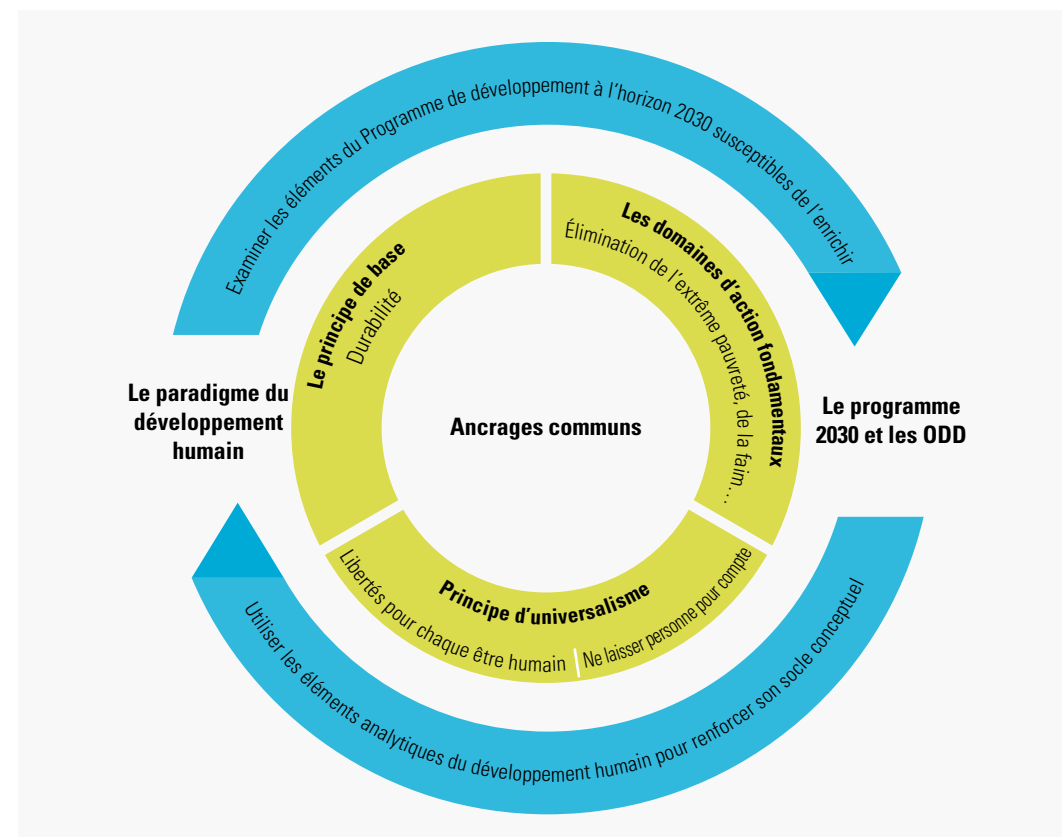 Examiner les éléments du Programme de développement à l'horizon 2030 susceptibles de l'enrichir
Le principe de base
Durabilité
Les domaines d'action fondamentaux
Élimination de l'extrême pauvreté, de la faim…
Le paradigme du
développement
humain
Ancrages communs
Le programme
2030 et les ODD
Principe d'universalisme
Libertés pour chaque être humain
Ne laisser personne pour compte
Utiliser les éléments analytiques du développement humain pour renforcer son socle conceptuel